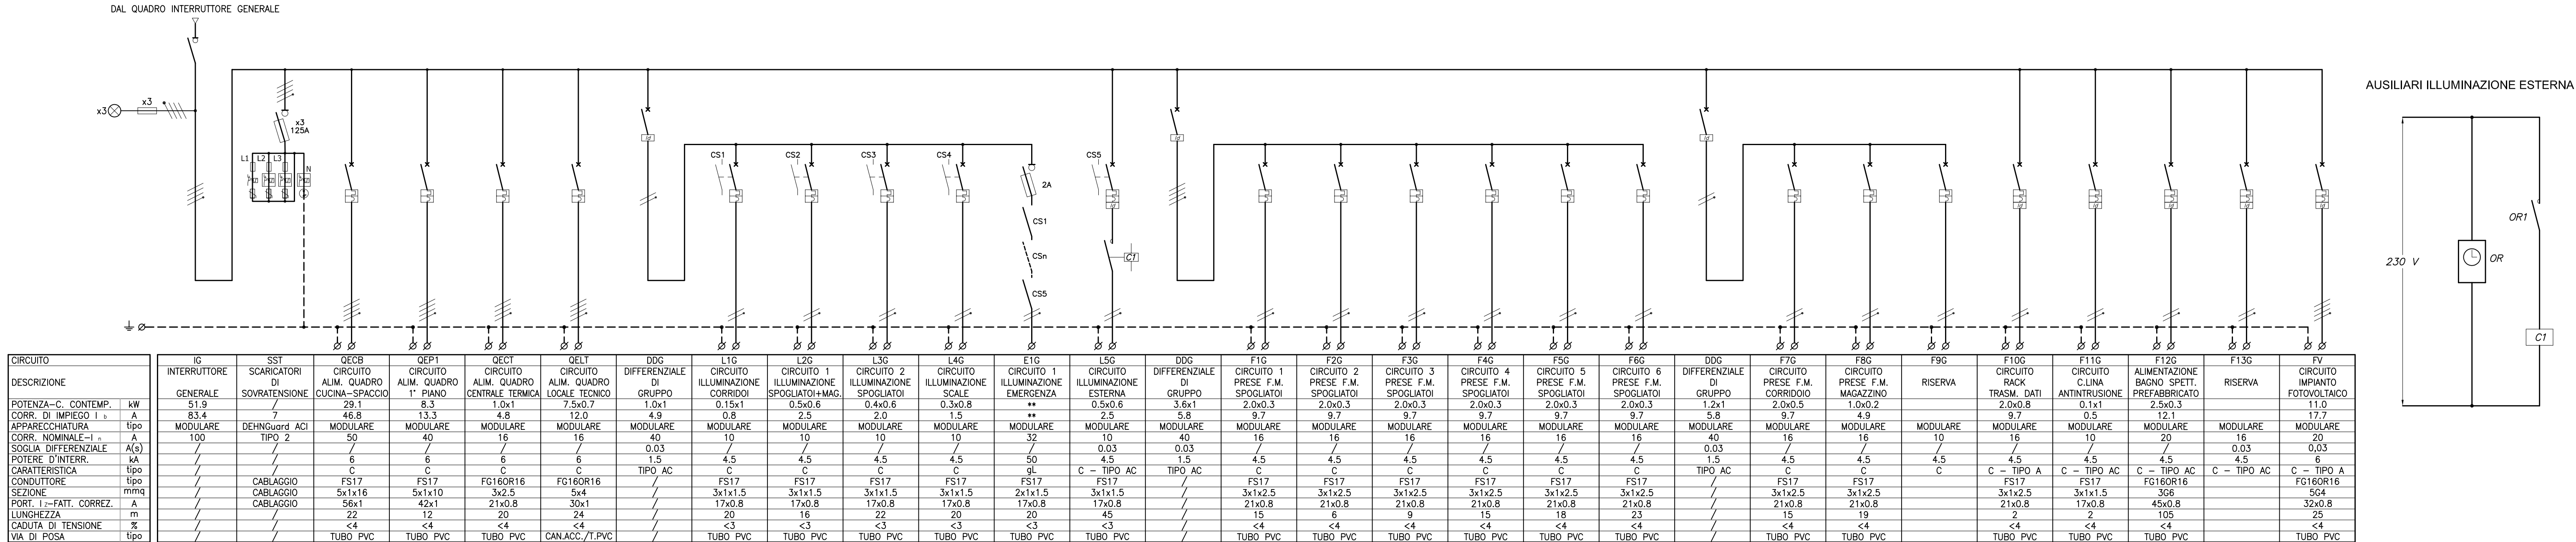 DAL QUADRO INTERRUTTORE GENERALE
AUSILIARI ILLUMINAZIONE ESTERNA
x3 x3
x3
125A
L1 L2 L3 N
CS1 CS2 CS3 CS4 CS5
2A
CS1
CSn
CS5
C1
230 V
OR
OR1
C1
CIRCUITO IG SST QECB QEP1 QECT QELT DDG L1G L2G L3G L4G E1G L5G DDG F1G F2G F3G F4G F5G F6G DDG F7G F8G F9G F10G F11G F12G F13G FV
DESCRIZIONE
INTERRUTTORE GENERALE
SCARICATORI DI SOVRATENSIONE
CIRCUITO ALIM. QUADRO CUCINA-SPACCIO
CIRCUITO ALIM. QUADRO 1° PIANO
CIRCUITO ALIM. QUADRO CENTRALE TERMICA
CIRCUITO ALIM. QUADRO LOCALE TECNICO
DIFFERENZIALE DI GRUPPO
CIRCUITO ILLUMINAZIONE CORRIDOI
CIRCUITO 1 ILLUMINAZIONE SPOGLIATOI+MAG.
CIRCUITO 2 ILLUMINAZIONE SPOGLIATOI
CIRCUITO ILLUMINAZIONE SCALE
CIRCUITO 1 ILLUMINAZIONE EMERGENZA
CIRCUITO ILLUMINAZIONE ESTERNA
DIFFERENZIALE DI GRUPPO
CIRCUITO 1 PRESE F.M. SPOGLIATOI
CIRCUITO 2 PRESE F.M. SPOGLIATOI
CIRCUITO 3 PRESE F.M. SPOGLIATOI
CIRCUITO 4 PRESE F.M. SPOGLIATOI
CIRCUITO 5 PRESE F.M. SPOGLIATOI
CIRCUITO 6 PRESE F.M. SPOGLIATOI
DIFFERENZIALE DI GRUPPO
CIRCUITO PRESE F.M. CORRIDOIO
CIRCUITO PRESE F.M. MAGAZZINO
RISERVA
CIRCUITO RACK TRASM. DATI
CIRCUITO C.LINA ANTINTRUSIONE
ALIMENTAZIONE BAGNO SPETT. PREFABBRICATO
RISERVA
CIRCUITO IMPIANTO FOTOVOLTAICO
POTENZA-C. CONTEMP. kW 51.9 / 29.1 8.3 1.0x1 7.5x0.7 1.0x1 0.15x1 0.5x0.6 0.4x0.6 0.3x0.8 ** 0.5x0.6 3.6x1 2.0x0.3 2.0x0.3 2.0x0.3 2.0x0.3 2.0x0.3 2.0x0.3 1.2x1 2.0x0.5 1.0x0.2 2.0x0.8 0.1x1 2.5x0.3 11.0
CORR. DI IMPIEGO I b A 83.4 7 46.8 13.3 4.8 12.0 4.9 0.8 2.5 2.0 1.5 ** 2.5 5.8 9.7 9.7 9.7 9.7 9.7 9.7 5.8 9.7 4.9 9.7 0.5 12.1 17.7
APPARECCHIATURA tipo MODULARE DEHNGuard ACI MODULARE MODULARE MODULARE MODULARE MODULARE MODULARE MODULARE MODULARE MODULARE MODULARE MODULARE MODULARE MODULARE MODULARE MODULARE MODULARE MODULARE MODULARE MODULARE MODULARE MODULARE MODULARE MODULARE MODULARE MODULARE MODULARE MODULARE
CORR. NOMINALE-I n A 100 TIPO 2 50 40 16 16 40 10 10 10 10 32 10 40 16 16 16 16 16 16 40 16 16 10 16 10 20 16 20
SOGLIA DIFFERENZIALE A(s) / / / / / / 0.03 / / / / / / 0.03 / / / / / / 0.03 / / / / / / 0.03 0,03
POTERE D'INTERR. kA / / 6 6 6 6 1.5 4.5 4.5 4.5 4.5 50 4.5 1.5 4.5 4.5 4.5 4.5 4.5 4.5 1.5 4.5 4.5 4.5 4.5 4.5 4.5 4.5 6
CARATTERISTICA tipo / / C C C C TIPO AC C C C C gL C - TIPO AC TIPO AC C C C C C C TIPO AC C C C C - TIPO A C - TIPO AC C - TIPO AC C - TIPO AC C - TIPO A
CONDUTTORE tipo / CABLAGGIO FS17 FS17 FG16OR16 FG16OR16 / FS17 FS17 FS17 FS17 FS17 FS17 / FS17 FS17 FS17 FS17 FS17 FS17 / FS17 FS17 FS17 FS17 FG16OR16 FG16OR16
SEZIONE mmq / CABLAGGIO 5x1x16 5x1x10 3x2.5 5x4 / 3x1x1.5 3x1x1.5 3x1x1.5 3x1x1.5 2x1x1.5 3x1x1.5 / 3x1x2.5 3x1x2.5 3x1x2.5 3x1x2.5 3x1x2.5 3x1x2.5 / 3x1x2.5 3x1x2.5 3x1x2.5 3x1x1.5 3G6 5G4
PORT. I z-FATT. CORREZ. A / CABLAGGIO 56x1 42x1 21x0.8 30x1 / 17x0.8 17x0.8 17x0.8 17x0.8 17x0.8 17x0.8 / 21x0.8 21x0.8 21x0.8 21x0.8 21x0.8 21x0.8 / 21x0.8 21x0.8 21x0.8 17x0.8 45x0.8 32x0.8
LUNGHEZZA m / / 22 12 20 24 / 20 16 22 20 20 45 / 15 6 9 15 18 23 / 15 19 2 2 105 25
CADUTA DI TENSIONE % / / <4 <4 <4 <4 / <3 <3 <3 <3 <3 <3 / <4 <4 <4 <4 <4 <4 / <4 <4 <4 <4 <4 <4
VIA DI POSA tipo / / TUBO PVC TUBO PVC TUBO PVC CAN.ACC./T.PVC / TUBO PVC TUBO PVC TUBO PVC TUBO PVC TUBO PVC TUBO PVC / TUBO PVC TUBO PVC TUBO PVC TUBO PVC TUBO PVC TUBO PVC / TUBO PVC TUBO PVC TUBO PVC TUBO PVC TUBO PVC TUBO PVC